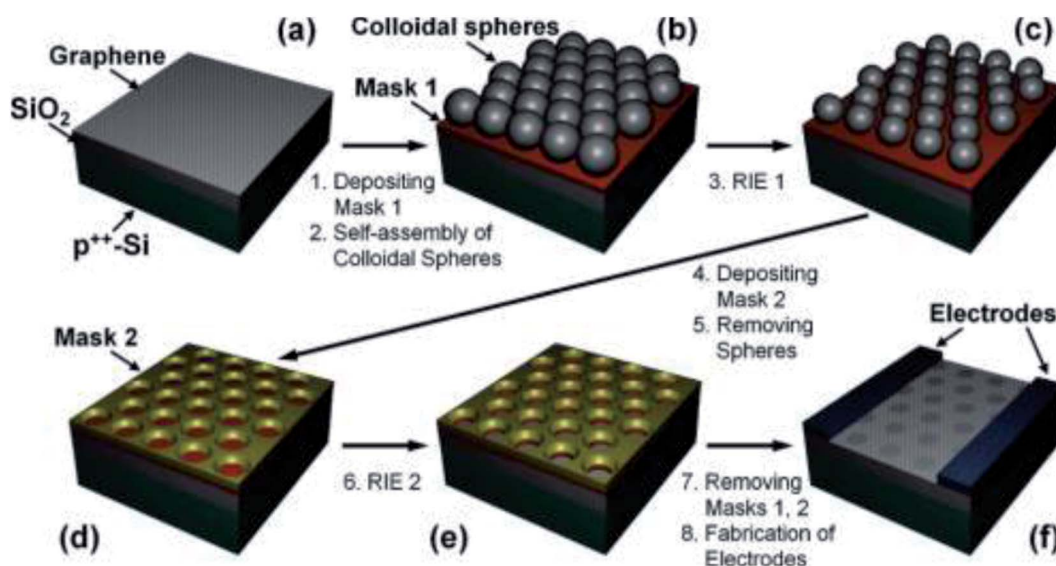 (a)
Graphene
SiO2
p++-Si
1. Depositing
Mask 1
2. Self-assembly of
Colloidal Spheres
Colloidal spheres
(b)
Mask 1
3. RIE 1
(c)
4. Depositing
Mask 2
5. Removing
Spheres
Mask 2
(d)
6. RIE 2
(e)
7. Removing
Masks 1, 2
8. Fabrication of
Electrodes
Electrodes
(f)